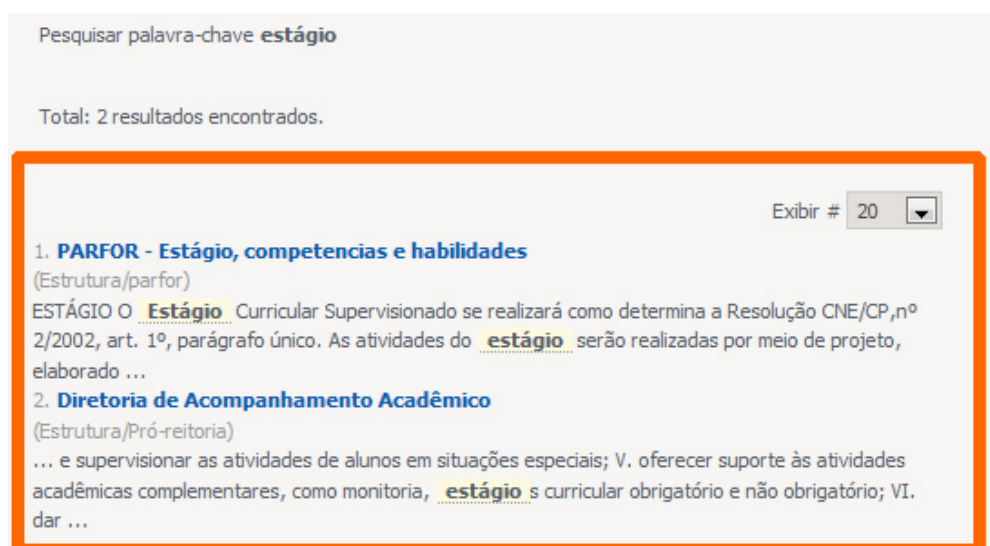 Pesquisar palavra-chave estágio
Total: 2 resultados encontrados.
Exibir # 20
1. PARFOR - Estágio, competencias e habilidades
(Estrutura/parfor)
ESTÁGIO O Estágio Curricular Supervisionado se realizará como determina a Resolução CNE/CP,nº
2/2002, art. 1º, parágrafo único. As atividades do estágio serão realizadas por meio de projeto,
elaborado ...
2. Diretoria de Acompanhamento Acadêmico
(Estrutura/Pró-reitoria)
... e supervisionar as atividades de alunos em situações especiais; V. oferecer suporte às atividades
acadêmicas complementares, como monitoria, estágio s curricular obrigatório e não obrigatório; VI.
dar ...